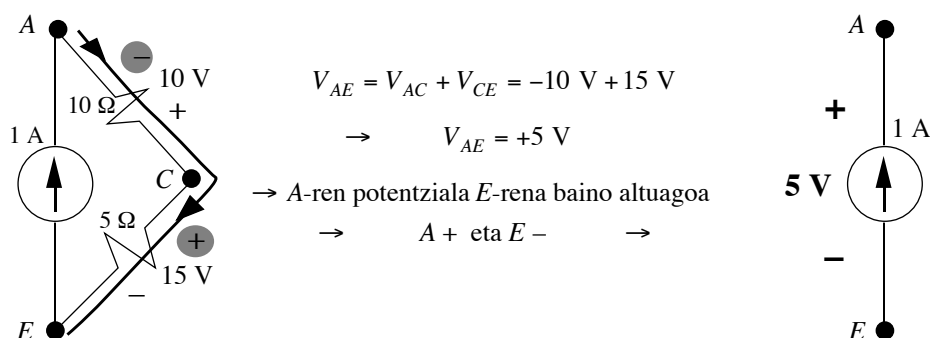 A
−
10 V
10 Ω
+
1 A
C
5 Ω
+
15 V
−
E
V_AE = V_AC + V_CE = −10 V + 15 V
→ V_AE = +5 V
→ A-ren potentziala E-rena baino altuagoa
→ A + eta E − →
A
+
1 A
5 V
−
E